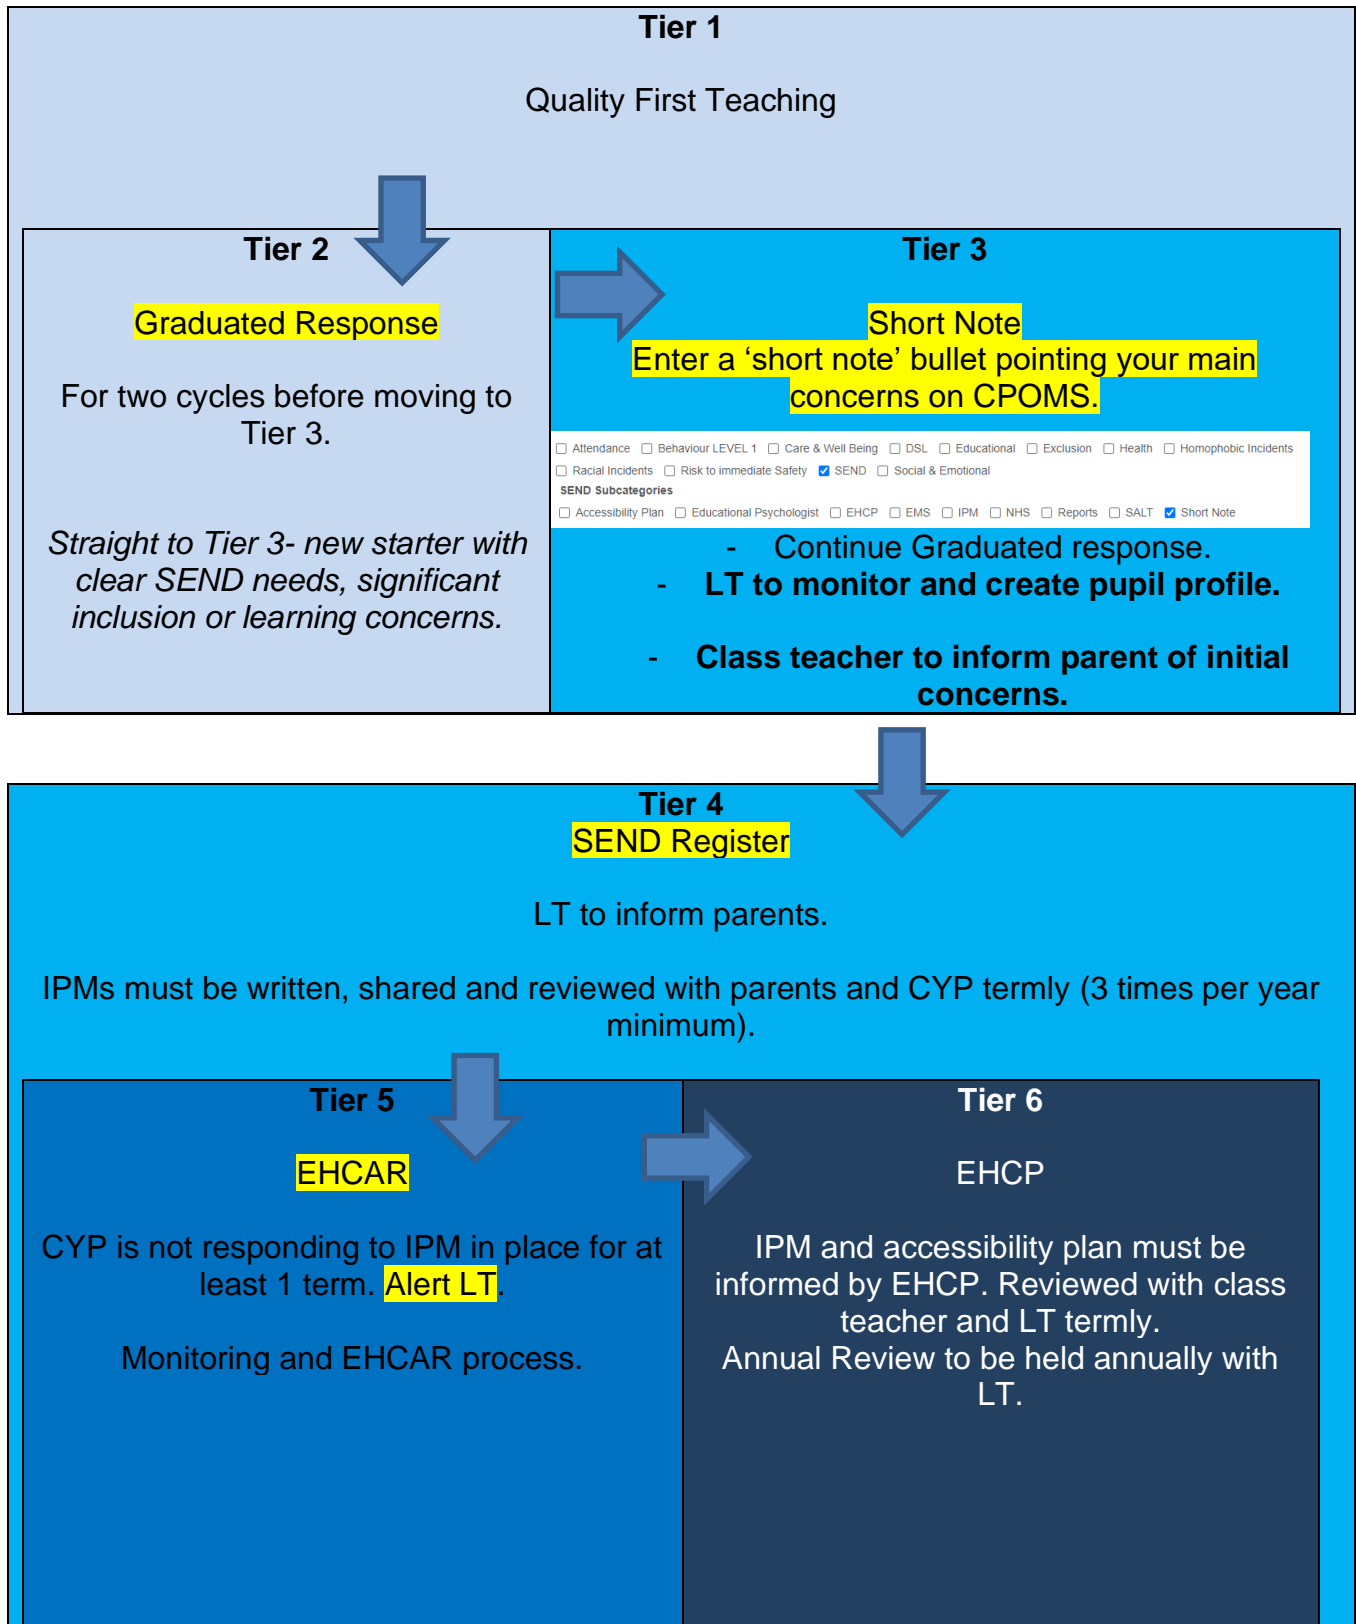 Tier 1
Quality First Teaching
Tier 2
Graduated Response
For two cycles before moving to
Tier 3.
Straight to Tier 3- new starter with
clear SEND needs, significant
inclusion or learning concerns.
Tier 3
Short Note
Enter a ‘short note’ bullet pointing your main
concerns on CPOMS.
Attendance Behaviour LEVEL 1 Care & Well Being DSL Educational Exclusion Health Homophobic Incidents
Racial Incidents Risk to immediate Safety SEND Social & Emotional
SEND Subcategories
Accessibility Plan Educational Psychologist EHCP EMS IPM NHS Reports SALT Short Note
- Continue Graduated response.
- LT to monitor and create pupil profile.
- Class teacher to inform parent of initial
concerns.
Tier 4
SEND Register
LT to inform parents.
IPMs must be written, shared and reviewed with parents and CYP termly (3 times per year
minimum).
Tier 5
EHCAR
CYP is not responding to IPM in place for at
least 1 term. Alert LT.
Monitoring and EHCAR process.
Tier 6
EHCP
IPM and accessibility plan must be
informed by EHCP. Reviewed with class
teacher and LT termly.
Annual Review to be held annually with
LT.